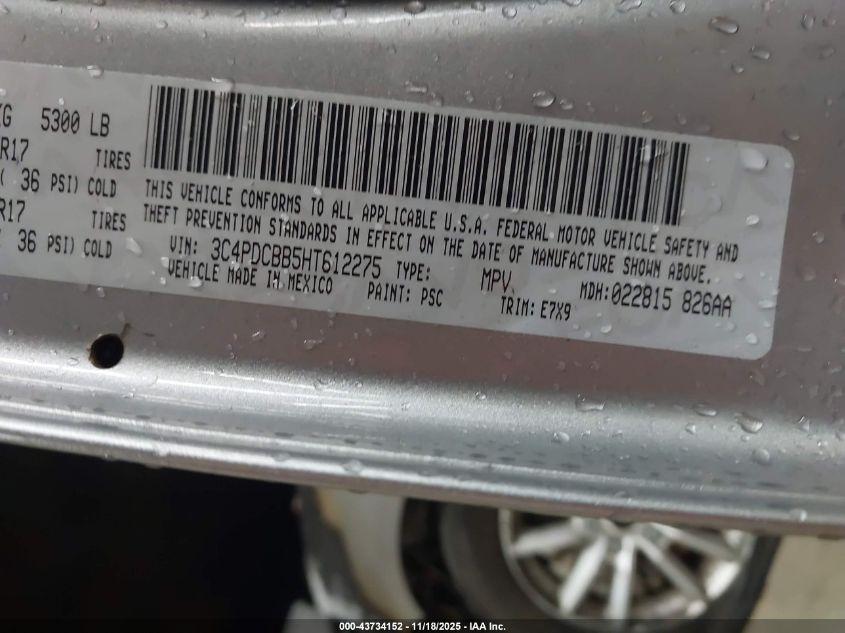 KG 5300 LB
R17 TIRES
( 36 PSI) COLD
R17 TIRES
36 PSI) COLD
THIS VEHICLE CONFORMS TO ALL APPLICABLE U.S.A. FEDERAL MOTOR VEHICLE SAFETY AND
THEFT PREVENTION STANDARDS IN EFFECT ON THE DATE OF MANUFACTURE SHOWN ABOVE.
VIN: 3C4PDCBB5HT612275 TYPE: MPV MDH:022815 826AA
VEHICLE MADE IN MEXICO PAINT: PSC TRIM: E7X9
000-43734152 - 11/18/2025 - IAA Inc.